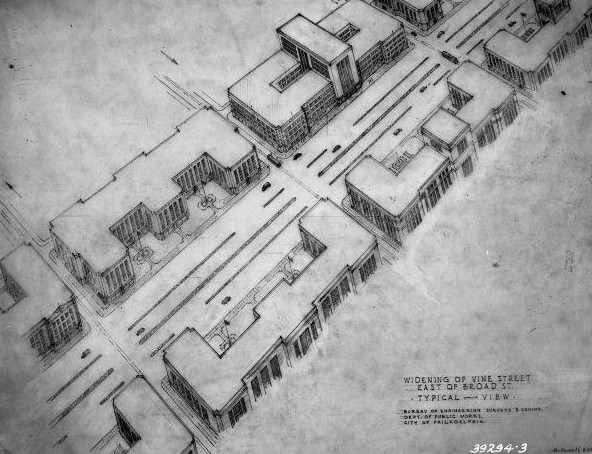 WIDENING OF VINE STREET
EAST OF BROAD ST.
· TYPICAL — VIEW ·
BUREAU OF ENGINEERING SURVEYS & ZONING,
DEPT. OF PUBLIC WORKS,
CITY OF PHILADELPHIA.
39294-3